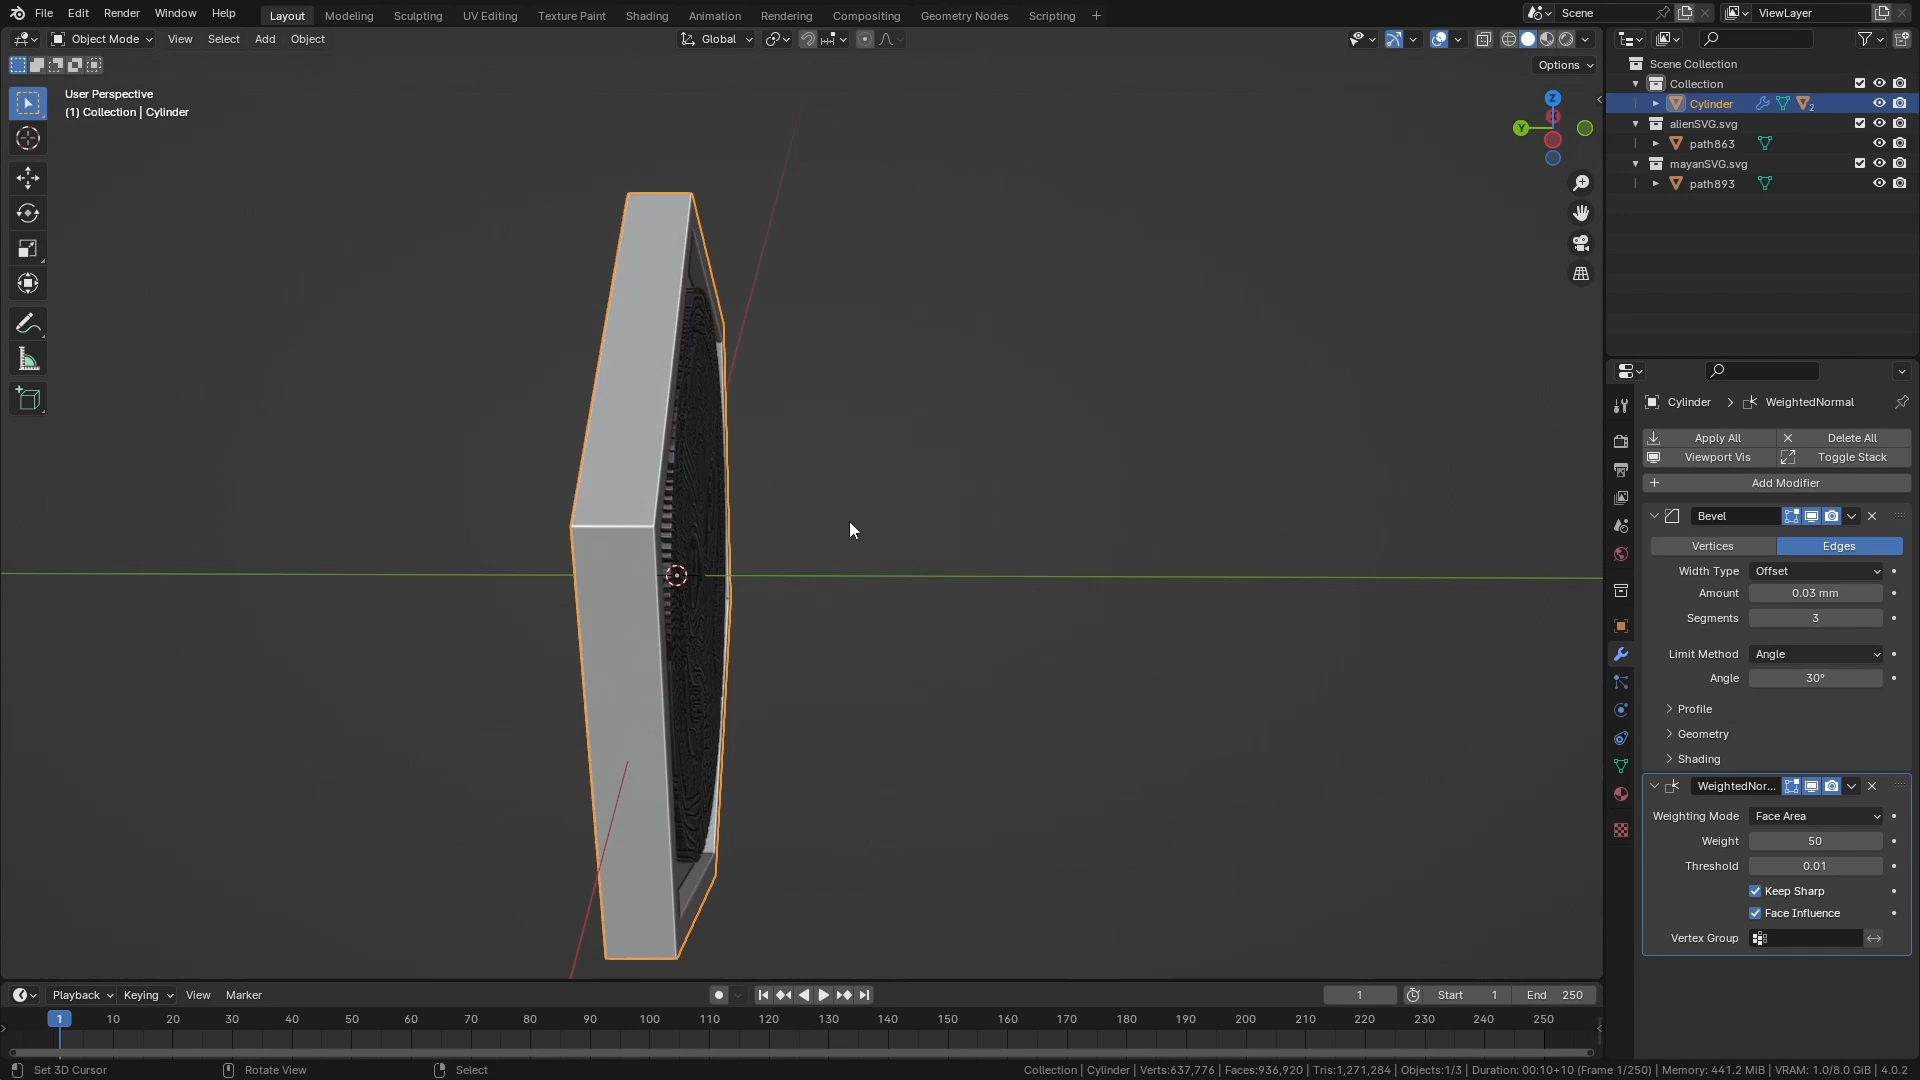 File Edit Render Window Help Layout Modeling Sculpting UV Editing Texture Paint Shading Animation Rendering Compositing Geometry Nodes Scripting + Scene ViewLayer
Object Mode View Select Add Object Global
Options
User Perspective
(1) Collection | Cylinder
Z
Y
Scene Collection
Collection
Cylinder 2
alienSVG.svg
path863
mayanSVG.svg
path893
Cylinder > WeightedNormal
Apply All Delete All
Viewport Vis Toggle Stack
Add Modifier
Bevel
Vertices Edges
Width Type Offset
Amount 0.03 mm
Segments 3
Limit Method Angle
Angle 30°
Profile
Geometry
Shading
WeightedNor...
Weighting Mode Face Area
Weight 50
Threshold 0.01
Keep Sharp
Face Influence
Vertex Group
Playback Keying View Marker 1 Start 1 End 250
1 10 20 30 40 50 60 70 80 90 100 110 120 130 140 150 160 170 180 190 200 210 220 230 240 250
Set 3D Cursor Rotate View Select Collection | Cylinder | Verts:637,776 | Faces:936,920 | Tris:1,271,284 | Objects:1/3 | Duration: 00:10+10 (Frame 1/250) | Memory: 441.2 MiB | VRAM: 1.0/8.0 GiB | 4.0.2